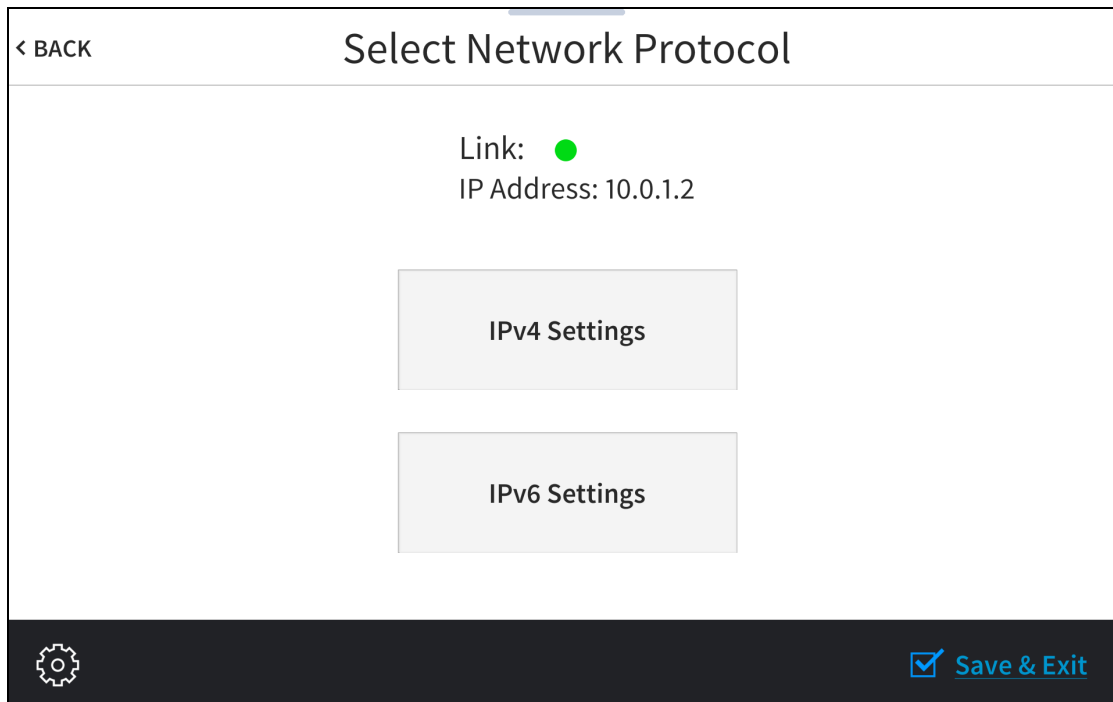 < BACK
Select Network Protocol
Link:
IP Address: 10.0.1.2
IPv4 Settings
IPv6 Settings
Save & Exit